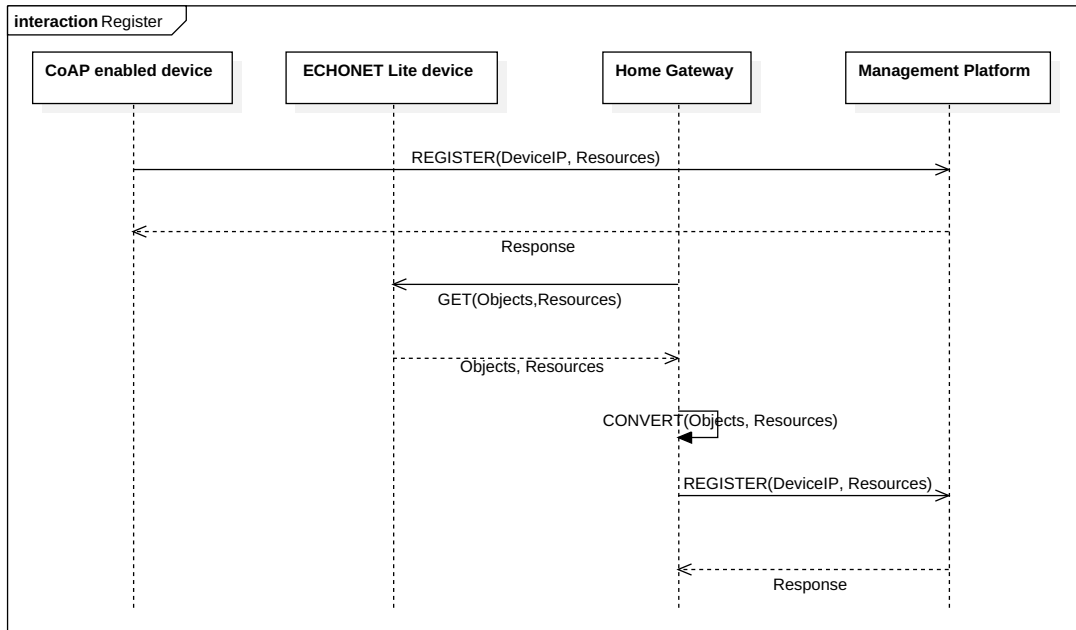 interaction Register
CoAP enabled device
ECHONET Lite device
Home Gateway
Management Platform
REGISTER(DeviceIP, Resources)
Response
GET(Objects,Resources)
Objects, Resources
CONVERT(Objects, Resources)
REGISTER(DeviceIP, Resources)
Response